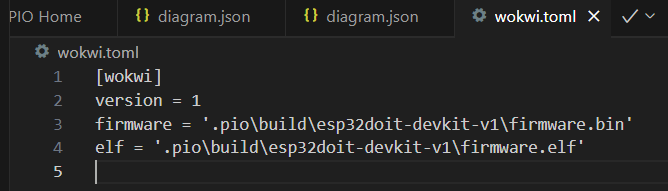 PIO Home
{} diagram.json
{} diagram.json
wokwi.toml
wokwi.toml
1 [wokwi]
2 version = 1
3 firmware = '.pio\build\esp32doit-devkit-v1\firmware.bin'
4 elf = '.pio\build\esp32doit-devkit-v1\firmware.elf'
5